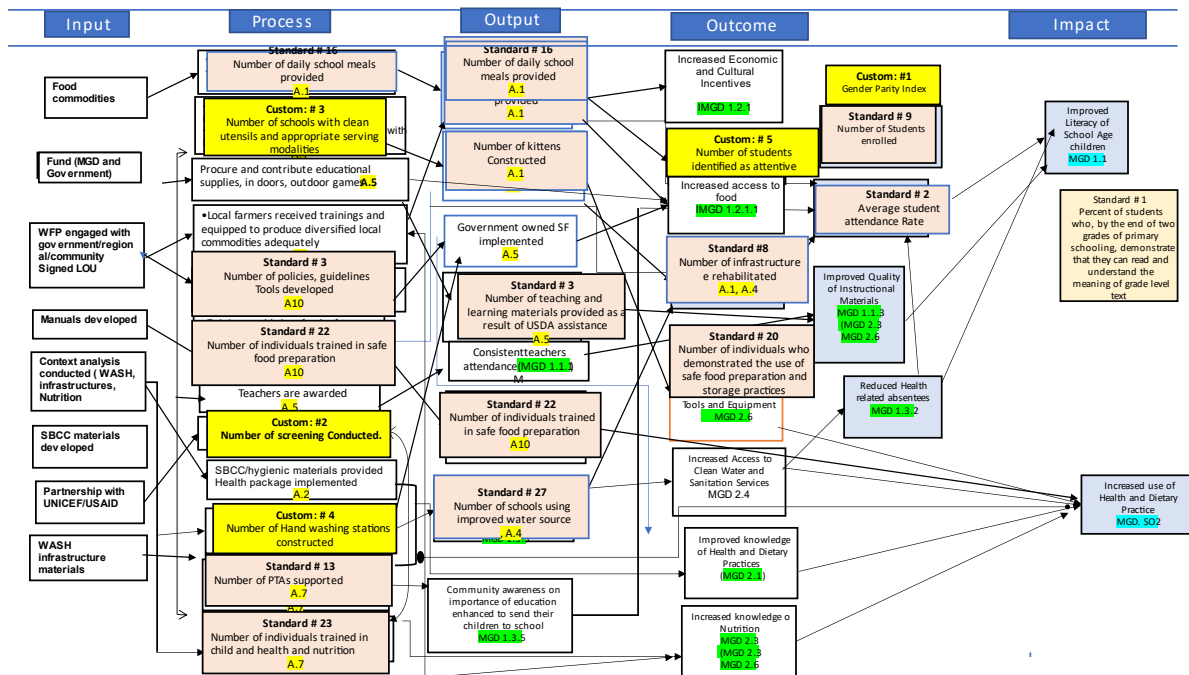 Input
Process
Output
Outcome
Impact
Food
commodities
Fund (MGD and
Government)
WFP engaged with
government/region
al/community
Signed LOU
Manuals developed
Context analysis
conducted ( WASH,
infrastructures,
Nutrition
SBCC materials
developed
Partnership with
UNICEF/USAID
WASH
infrastructure
materials
Standard # 16
Number of daily school meals
provided
A.1
Custom: # 3
Number of schools with clean
utensils and appropriate serving
modalities
with
Procure and contribute educational
supplies, in doors, outdoor games A.5
•Local farmers received trainings and
equipped to produce diversified local
commodities adequately
Standard # 3
Number of policies, guidelines
Tools developed
A10
Standard # 22
Number of individuals trained in safe
food preparation
A10
Teachers are awarded
A.5
Custom: #2
Number of screening Conducted.
SBCC/hygienic materials provided
Health package implemented
A.2
Custom: # 4
Number of Hand washing stations
constructed
Standard # 13
Number of PTAs supported
A.7
A.7
Standard # 23
Number of individuals trained in
child and health and nutrition
A.7
Standard # 16
Number of daily school
meals provided
A.1
provided
A.1
Number of kittens
Constructed
A.1
Government owned SF
implemented
A.5
Standard # 3
Number of teaching and
learning materials provided as a
result of USDA assistance
A.5
Consistent teachers
attendance (MGD 1.1.1)
M
Standard # 22
Number of individuals trained
in safe food preparation
A10
Standard # 27
Number of schools using
improved water source
, A.4
Community awareness on
importance of education
enhanced to send their
children to school
MGD 1.3.5
Increased Economic
and Cultural
Incentives
IMGD 1.2.1
Custom: # 5
Number of students
identified as attentive
Increased access to
food
IMGD 1.2.1.1
Standard #8
Number of infrastructure
e rehabilitated
A.1, A.4
Standard # 20
Number of individuals who
demonstrated the use of
safe food preparation and
storage practices
Tools and Equipment
MGD 2.6
Increased Access to
Clean Water and
Sanitation Services
MGD 2.4
Improved knowledge
of Health and Dietary
Practices
(MGD 2.1)
Increased knowledge o
Nutrition
MGD 2.3
(MGD 2.3
MGD 2.6
Custom: #1
Gender Parity Index
Standard # 9
Number of Students
enrolled
Standard # 2
Average student
attendance Rate
Improved Quality
of Instructional
Materials
MGD 1.1.3
(MGD 2.3
MGD 2.6
Reduced Health
related absentees
MGD 1.3.2
Improved
Literacy of
School Age
children
MGD 1.1
Standard # 1
Percent of students
who, by the end of two
grades of primary
schooling, demonstrate
that they can read and
understand the
meaning of grade level
text
Increased use of
Health and Dietary
Practice
MGD. SO2